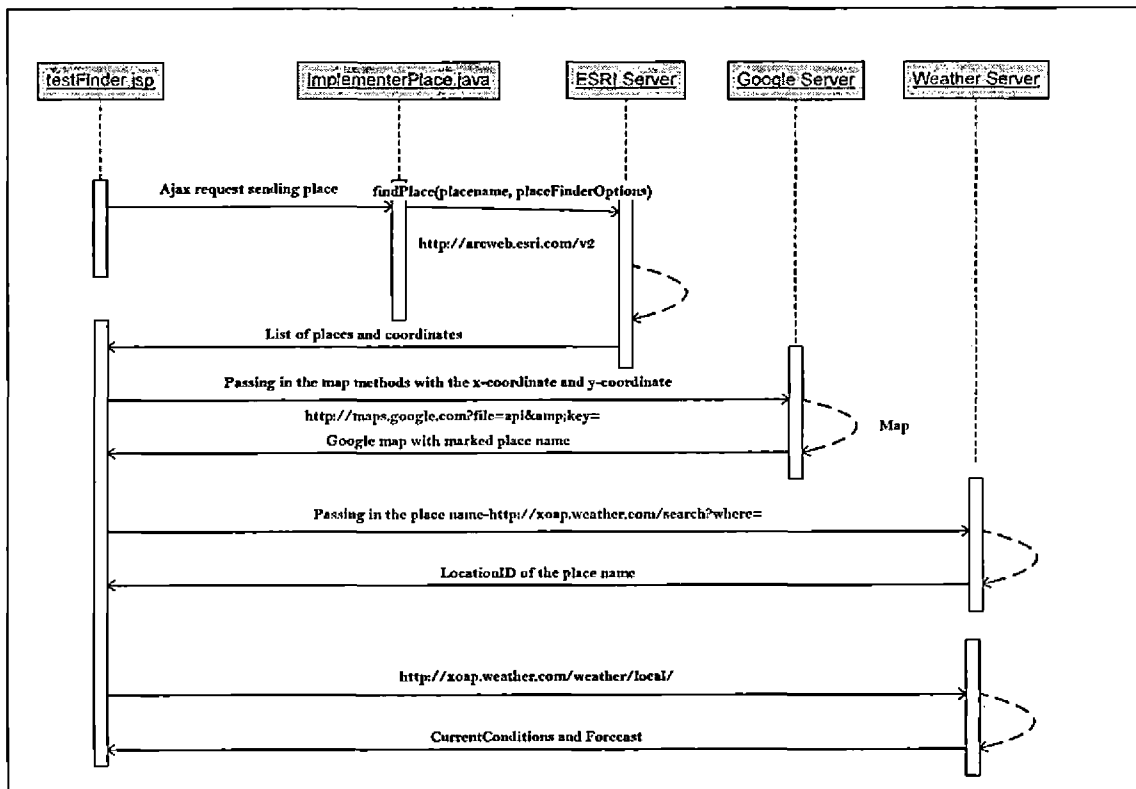 testFinder.jsp
ImplementerPlace.java
ESRI Server
Google Server
Weather Server
Ajax request sending place
findPlace(placename, placeFinderOptions)
http://arcweb.esri.com/v2
List of places and coordinates
Passing in the map methods with the x-coordinate and y-coordinate
http://maps.google.com?file=api&amp;key=
Map
Google map with marked place name
Passing in the place name-http://xoap.weather.com/search?where=
LocationID of the place name
http://xoap.weather.com/weather/local/
CurrentConditions and Forecast